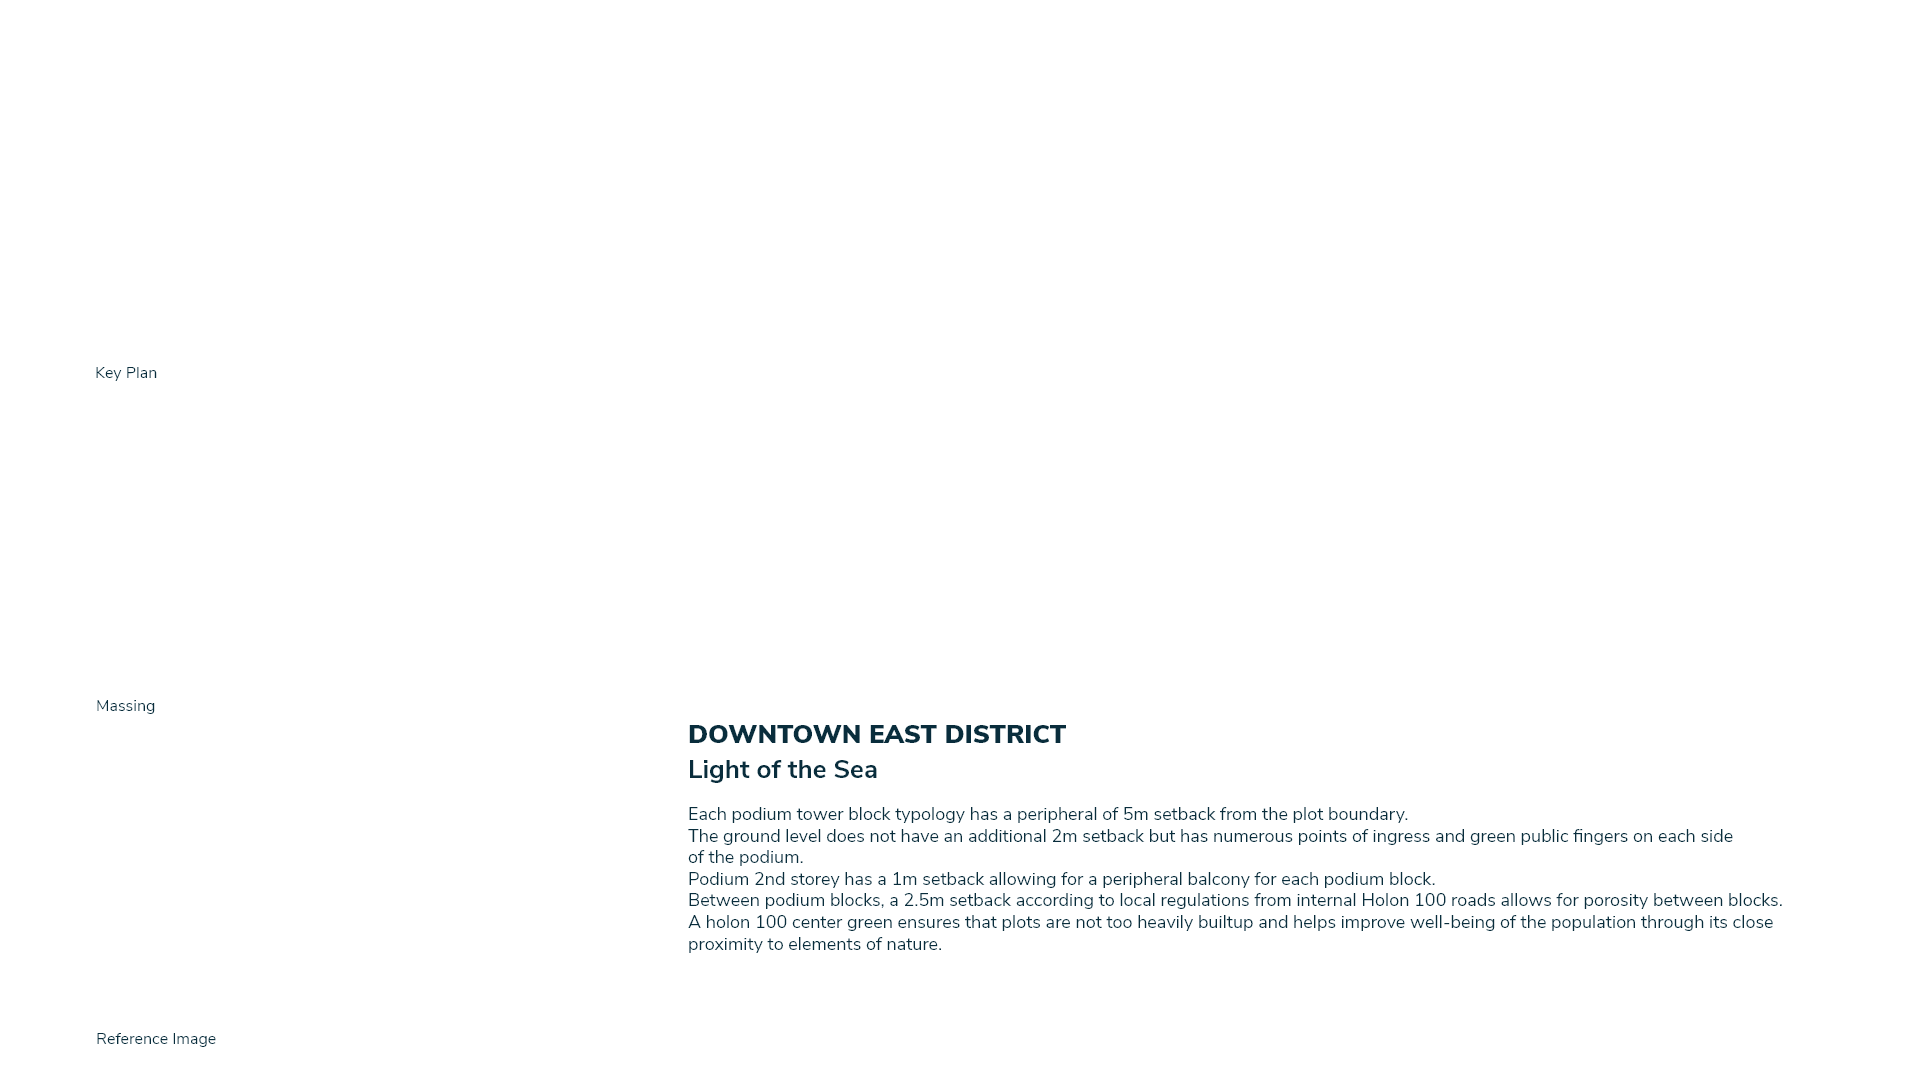 Key Plan
Massing
DOWNTOWN EAST DISTRICT
Light of the Sea
Each podium tower block typology has a peripheral of 5m setback from the plot boundary.
The ground level does not have an additional 2m setback but has numerous points of ingress and green public fingers on each side
of the podium.
Podium 2nd storey has a 1m setback allowing for a peripheral balcony for each podium block.
Between podium blocks, a 2.5m setback according to local regulations from internal Holon 100 roads allows for porosity between blocks.
A holon 100 center green ensures that plots are not too heavily builtup and helps improve well-being of the population through its close
proximity to elements of nature.
Reference Image